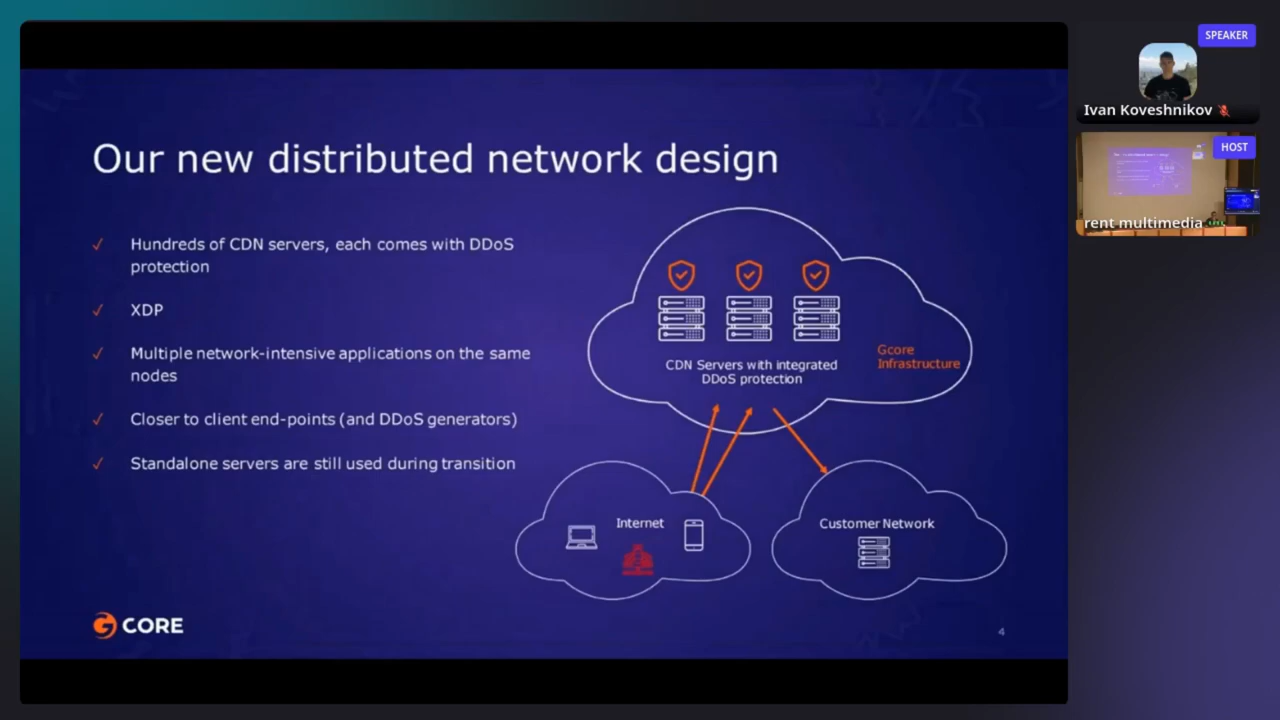 Our new distributed network design
✓ Hundreds of CDN servers, each comes with DDoS
protection
✓ XDP
✓ Multiple network-intensive applications on the same
nodes
✓ Closer to client end-points (and DDoS generators)
✓ Standalone servers are still used during transition
CDN Servers with integrated
DDoS protection
Gcore
Infrastructure
Internet
Customer Network
G CORE
4
SPEAKER
Ivan Koveshnikov
HOST
rent multimedia